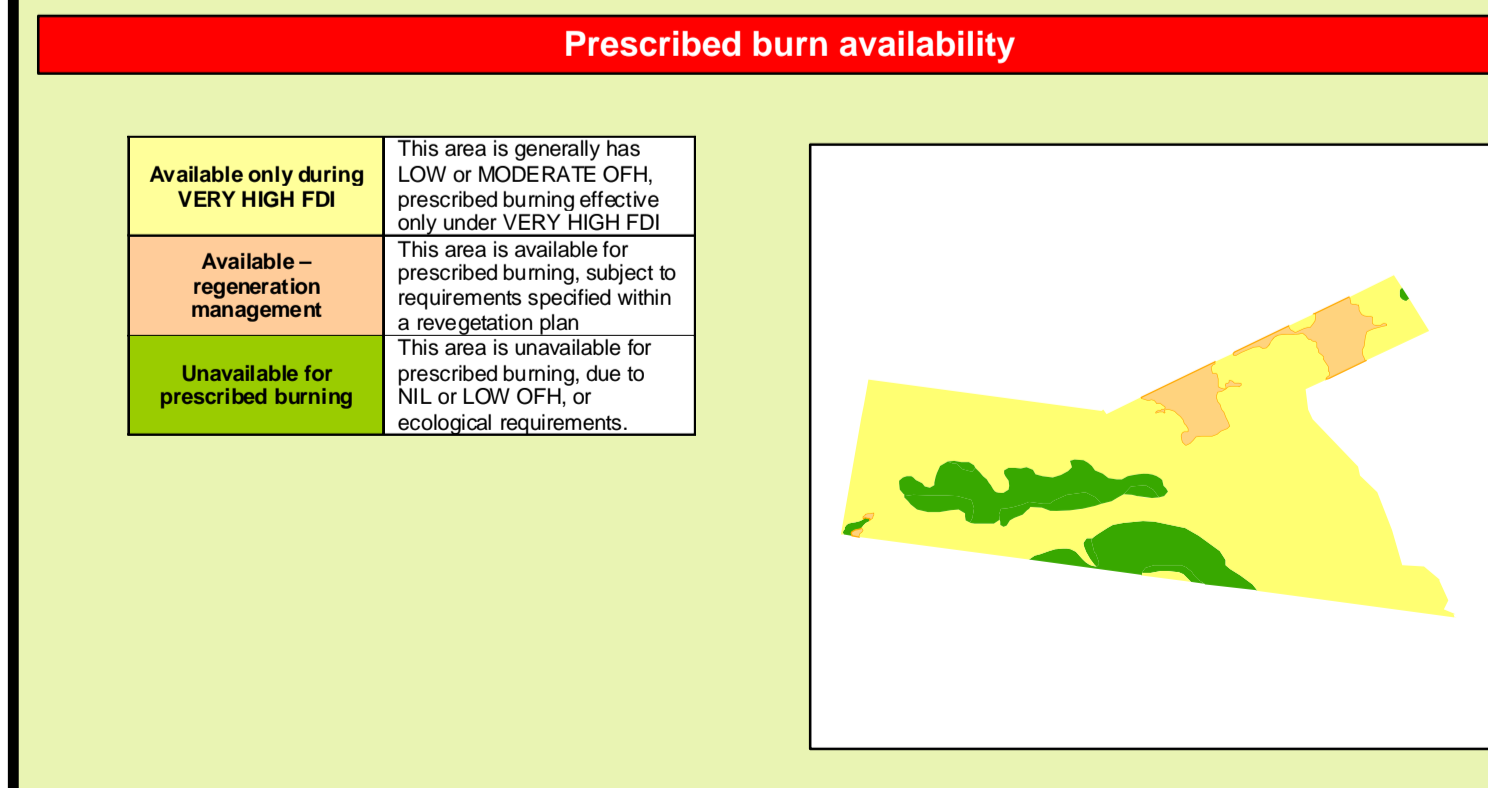 Prescribed burn availability
Available only during
VERY HIGH FDI
This area is generally has
LOW or MODERATE OFH,
prescribed burning effective
only under VERY HIGH FDI
Available –
regeneration
management
This area is available for
prescribed burning, subject to
requirements specified within
a revegetation plan
Unavailable for
prescribed burning
This area is unavailable for
prescribed burning, due to
NIL or LOW OFH, or
ecological requirements.